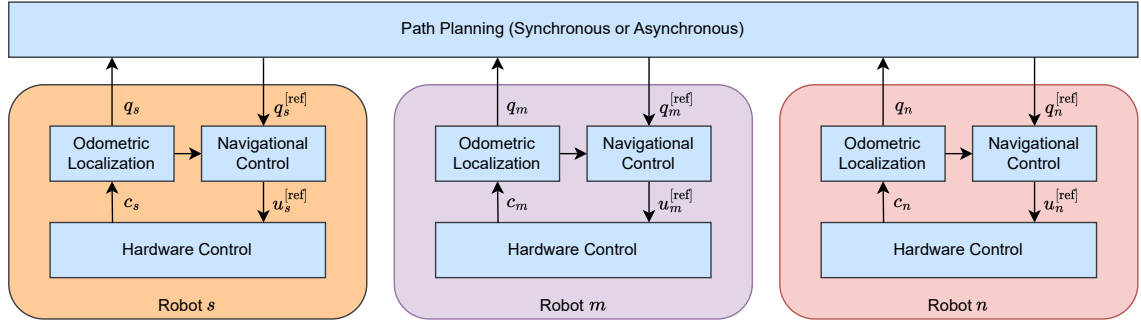 Path Planning (Synchronous or Asynchronous)
q_s
q_s^[ref]
q_m
q_m^[ref]
q_n
q_n^[ref]
Odometric
Localization
Navigational
Control
Odometric
Localization
Navigational
Control
Odometric
Localization
Navigational
Control
c_s
u_s^[ref]
c_m
u_m^[ref]
c_n
u_n^[ref]
Hardware Control
Hardware Control
Hardware Control
Robot s
Robot m
Robot n